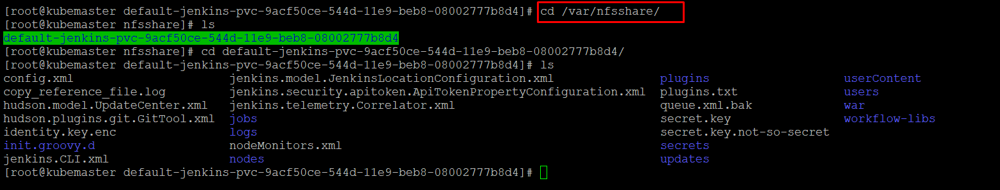 [root@kubemaster default-jenkins-pvc-9acf50ce-544d-11e9-beb8-08002777b8d4]# cd /var/nfsshare/
[root@kubemaster nfsshare]# ls
default-jenkins-pvc-9acf50ce-544d-11e9-beb8-08002777b8d4
[root@kubemaster nfsshare]# cd default-jenkins-pvc-9acf50ce-544d-11e9-beb8-08002777b8d4/
[root@kubemaster default-jenkins-pvc-9acf50ce-544d-11e9-beb8-08002777b8d4]# ls
config.xml jenkins.model.JenkinsLocationConfiguration.xml plugins userContent
copy_reference_file.log jenkins.security.apitoken.ApiTokenPropertyConfiguration.xml plugins.txt users
hudson.model.UpdateCenter.xml jenkins.telemetry.Correlator.xml queue.xml.bak war
hudson.plugins.git.GitTool.xml jobs secret.key workflow-libs
identity.key.enc logs secret.key.not-so-secret
init.groovy.d nodeMonitors.xml secrets
jenkins.CLI.xml nodes updates
[root@kubemaster default-jenkins-pvc-9acf50ce-544d-11e9-beb8-08002777b8d4]#